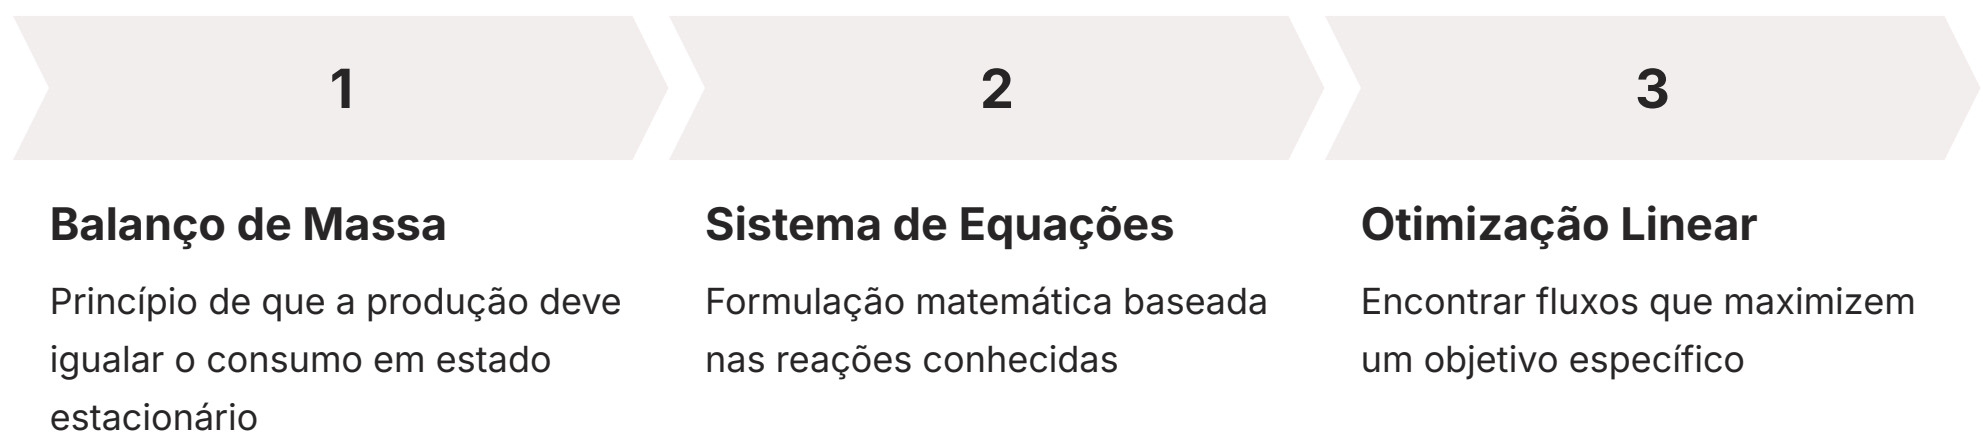 1
2
3
Balanço de Massa
Princípio de que a produção deve
igualar o consumo em estado
estacionário
Sistema de Equações
Formulação matemática baseada
nas reações conhecidas
Otimização Linear
Encontrar fluxos que maximizem
um objetivo específico